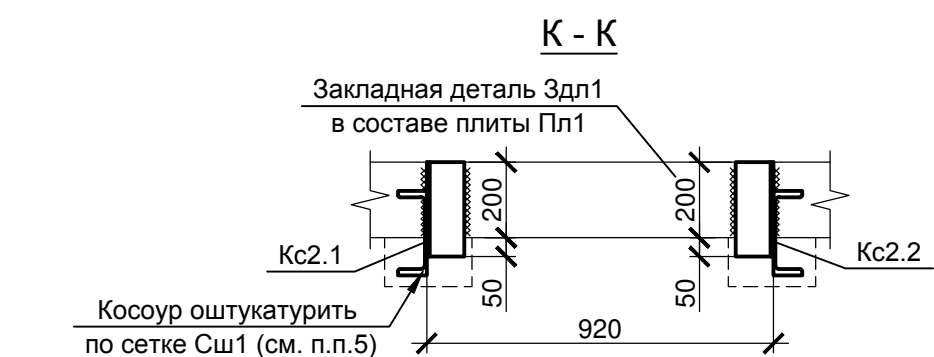 К - К
Закладная деталь Здл1
в составе плиты Пл1
200
200
Кс2.1
Кс2.2
50
50
Косоур оштукатурить
по сетке Сш1 (см. п.п.5)
920